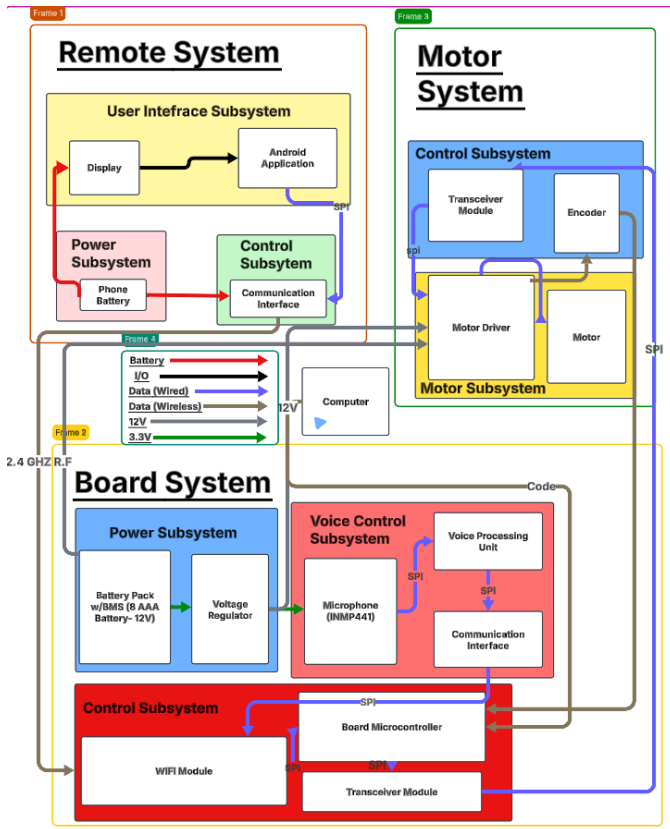 Frame 1
Remote System
User Intefrace Subsystem
Display
Android
Application
SPI
Power
Subsystem
Phone
Battery
Control
Subsytem
Communication
Interface
Frame 3
Motor
System
Control Subsystem
Transceiver
Module
Encoder
spi
Motor Driver
Motor
Motor Subsystem
SPI
Frame 4
Battery
I/O
Data (Wired)
Data (Wireless)
12V
3.3V
12V
Computer
Frame 2
2.4 GHZ R.F
Board System
Code
Power Subsystem
Battery Pack
w/BMS (8 AAA
Battery- 12V)
Voltage
Regulator
Voice Control
Subsystem
Microphone
(INMP441)
SPI
Voice Processing
Unit
SPI
Communication
Interface
Control Subsystem
SPI
Board Microcontroller
WIFI Module
SPI
SPI
Transceiver Module